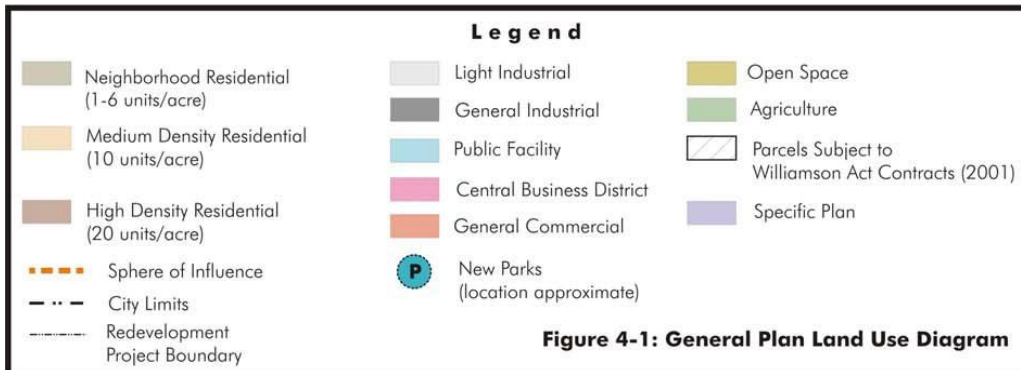 Legend
Neighborhood Residential
(1-6 units/acre)
Medium Density Residential
(10 units/acre)
High Density Residential
(20 units/acre)
Sphere of Influence
City Limits
Redevelopment
Project Boundary
Light Industrial
General Industrial
Public Facility
Central Business District
General Commercial
P
New Parks
(location approximate)
Open Space
Agriculture
Parcels Subject to
Williamson Act Contracts (2001)
Specific Plan
Figure 4-1: General Plan Land Use Diagram